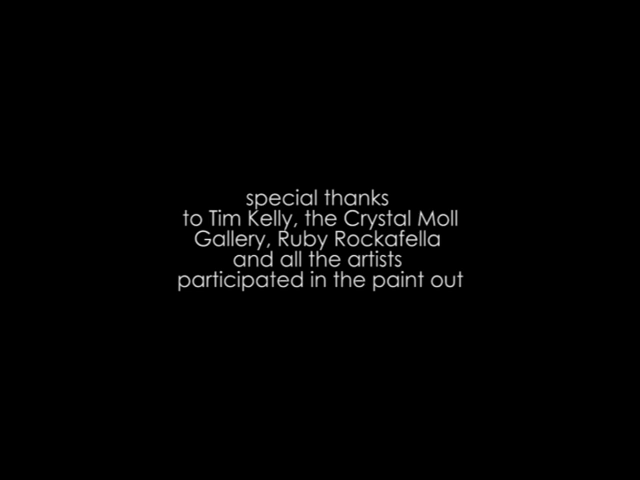 special thanks
to Tim Kelly, the Crystal Moll
Gallery, Ruby Rockafella
and all the artists
participated in the paint out